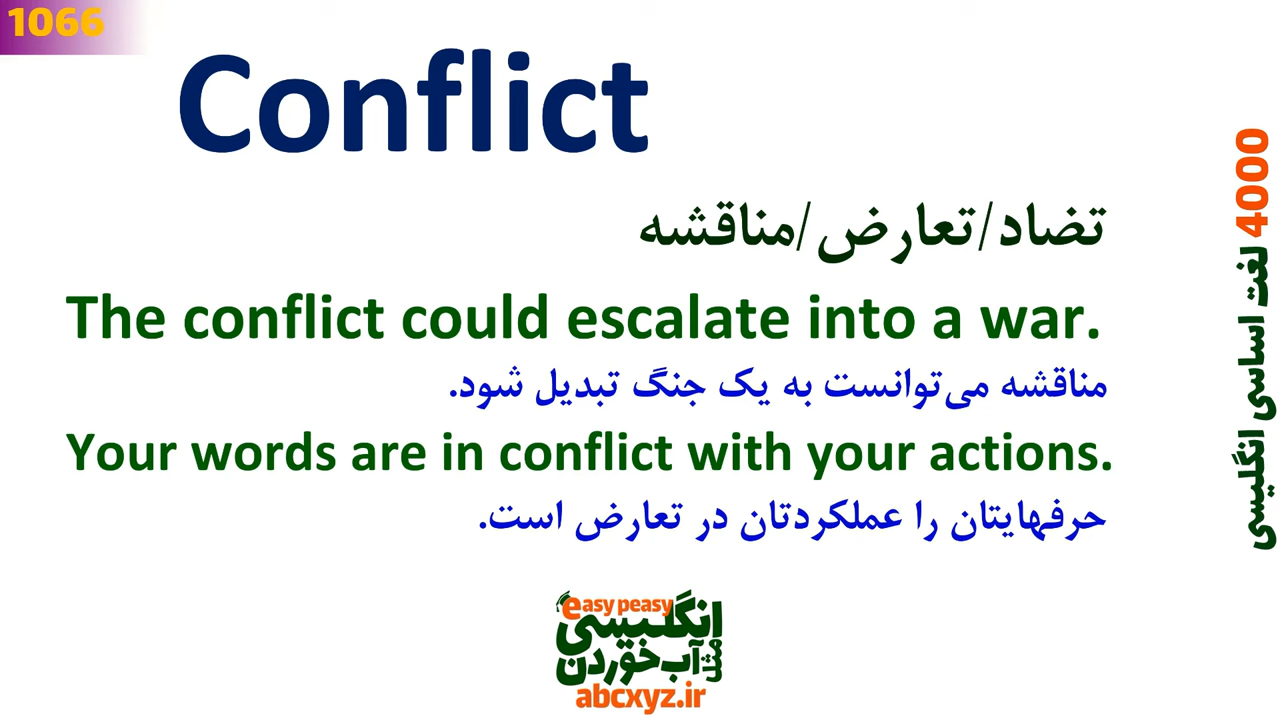 1066
Conflict
تضاد/تعارض/مناقشه
The conflict could escalate into a war.
مناقشه می‌توانست به یک جنگ تبدیل شود.
Your words are in conflict with your actions.
حرفهایتان را عملکردتان در تعارض است.
4000 لغت اساسی انگلیسی
easy peasy
انگلیسی
مثل آب خوردن
abcxyz.ir